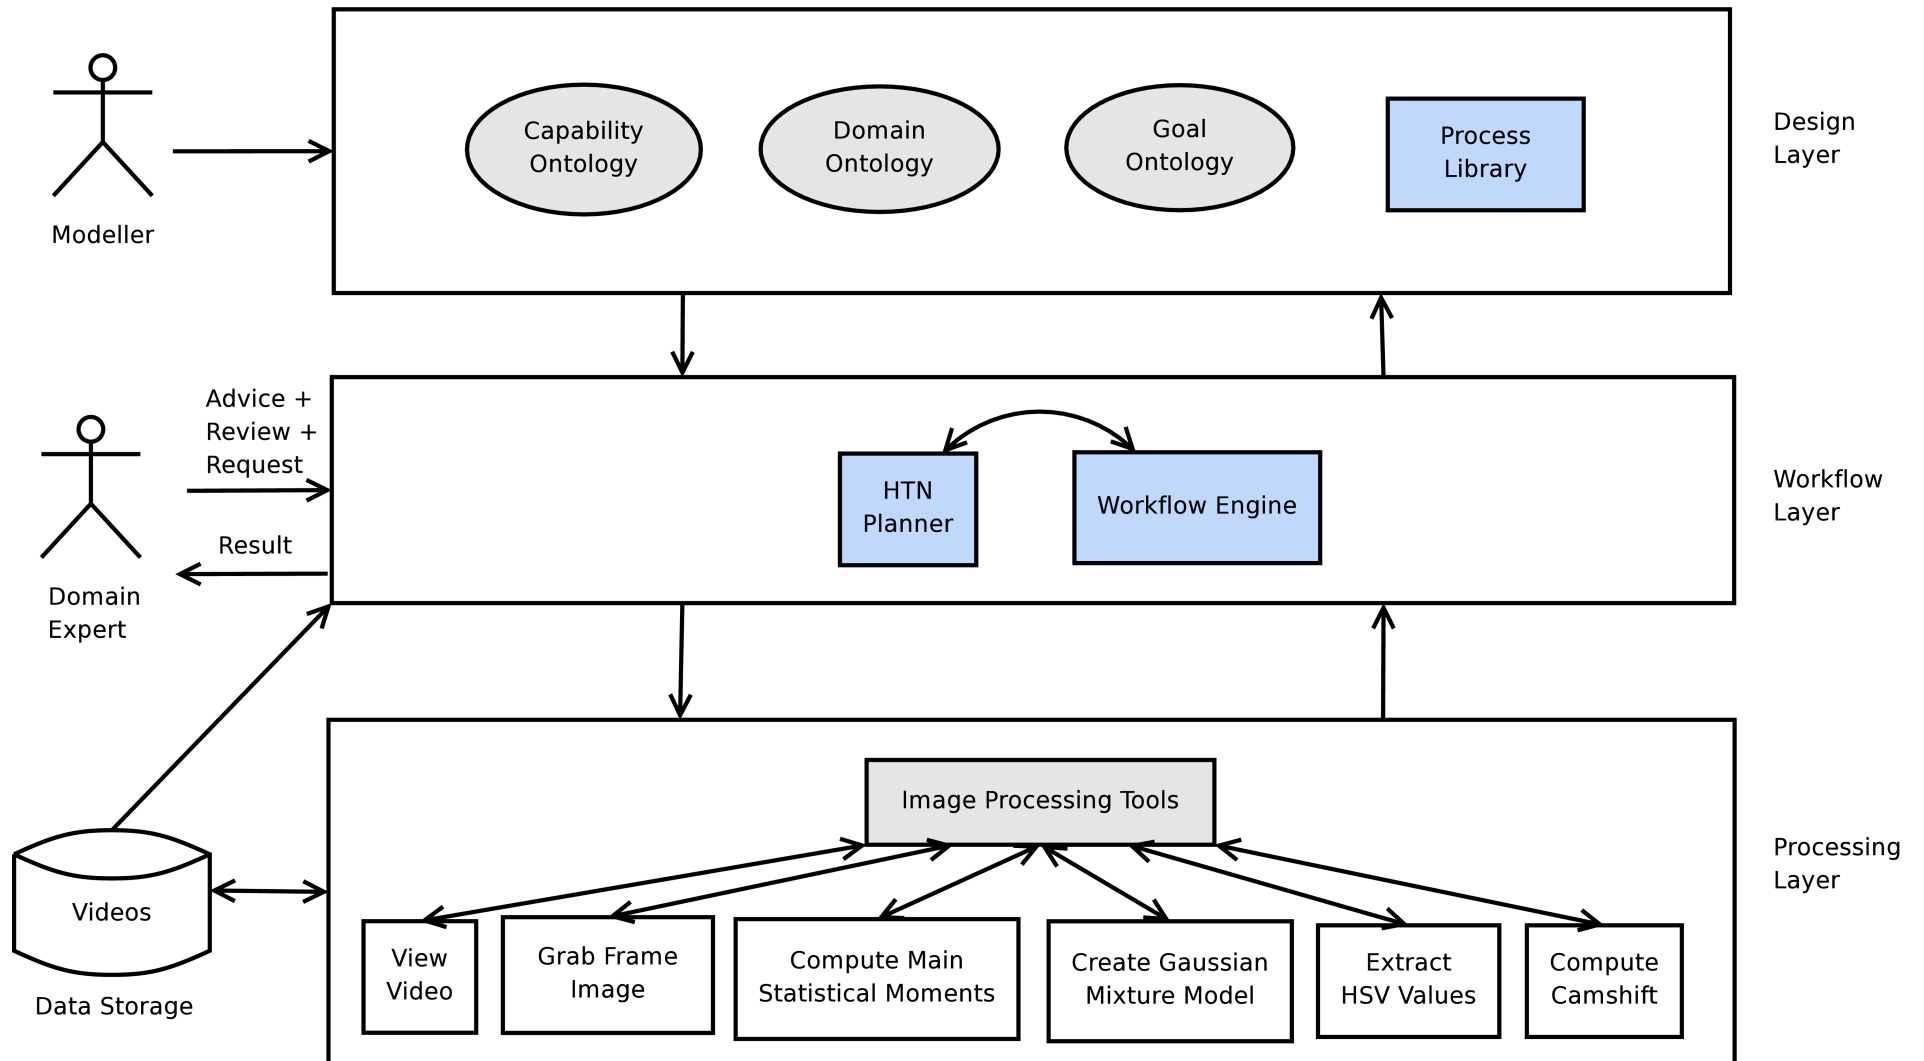 Modeller
Capability
Ontology
Domain
Ontology
Goal
Ontology
Process
Library
Design
Layer
Advice +
Review +
Request
Result
Domain
Expert
HTN
Planner
Workflow Engine
Workflow
Layer
Videos
Data Storage
Image Processing Tools
View
Video
Grab Frame
Image
Compute Main
Statistical Moments
Create Gaussian
Mixture Model
Extract
HSV Values
Compute
Camshift
Processing
Layer